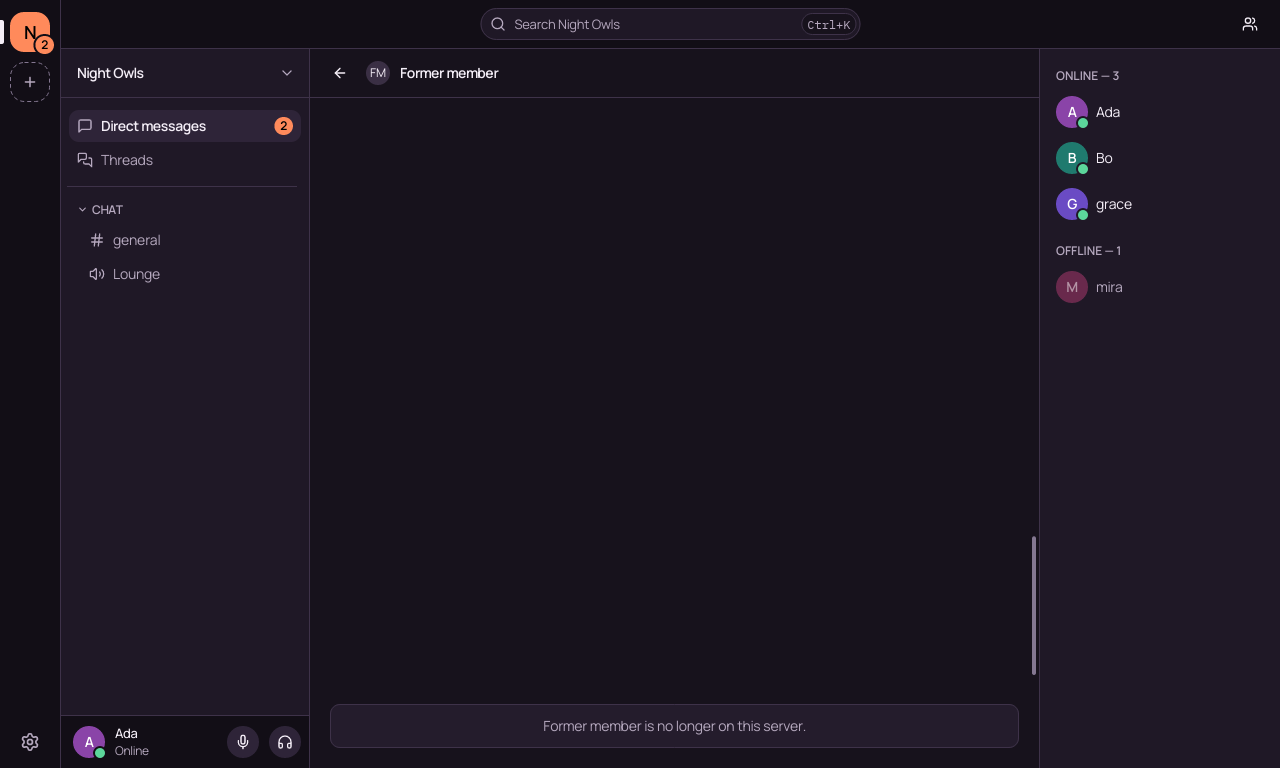 N
2
Search Night Owls
Ctrl+K
Night Owls
Direct messages
2
Threads
CHAT
general
Lounge
A
Ada
Online
FM
Former member
Former member is no longer on this server.
ONLINE — 3
A
Ada
B
Bo
G
grace
OFFLINE — 1
M
mira